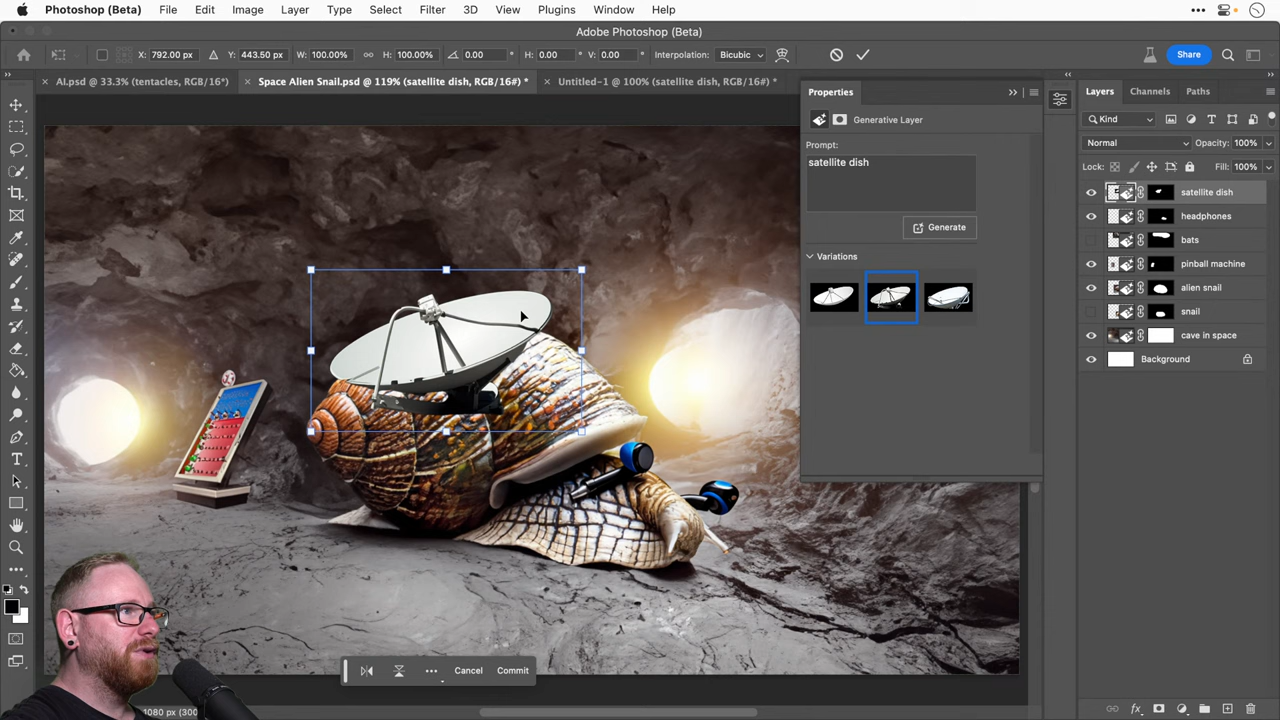 Photoshop (Beta) File Edit Image Layer Type Select Filter 3D View Plugins Window Help
Adobe Photoshop (Beta)
X: 792.00 px Y: 443.50 px W: 100.00% H: 100.00% 0.00 ° H: 0.00 ° V: 0.00 ° Interpolation: Bicubic Share
AI.psd @ 33.3% (tentacles, RGB/16*) Space Alien Snail.psd @ 119% (satellite dish, RGB/16#) * Untitled-1 @ 100% (satellite dish, RGB/16#) *
Properties
Generative Layer
Prompt:
satellite dish
Generate
Variations
Layers Channels Paths
Kind
Normal Opacity: 100%
Lock: Fill: 100%
satellite dish
headphones
bats
pinball machine
alien snail
snail
cave in space
Background
Cancel Commit
1080 px (300